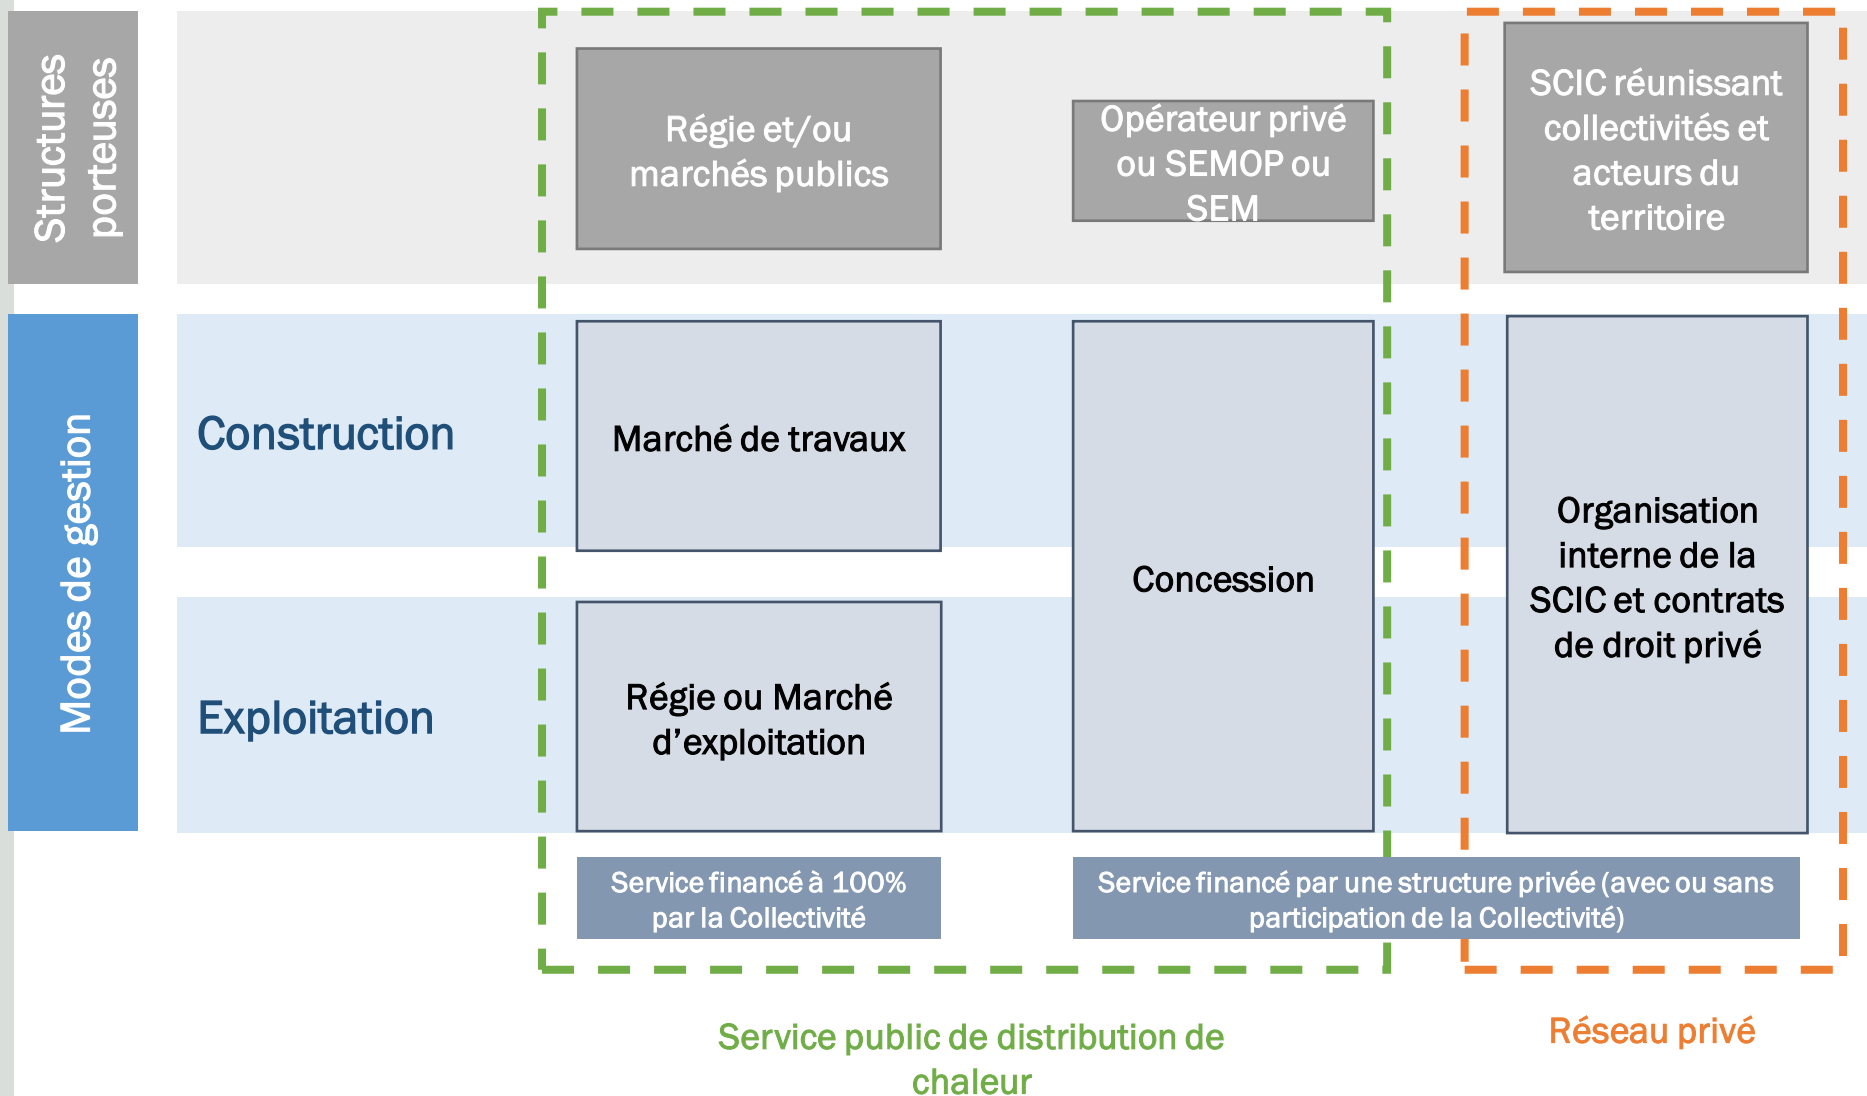 Structures
porteuses
Régie et/ou
marchés publics
Opérateur privé
ou SEMOP ou
SEM
SCIC réunissant
collectivités et
acteurs du
territoire
Modes de gestion
Construction
Marché de travaux
Concession
Organisation
interne de la
SCIC et contrats
de droit privé
Exploitation
Régie ou Marché
d’exploitation
Service financé à 100%
par la Collectivité
Service financé par une structure privée (avec ou sans
participation de la Collectivité)
Service public de distribution de
chaleur
Réseau privé